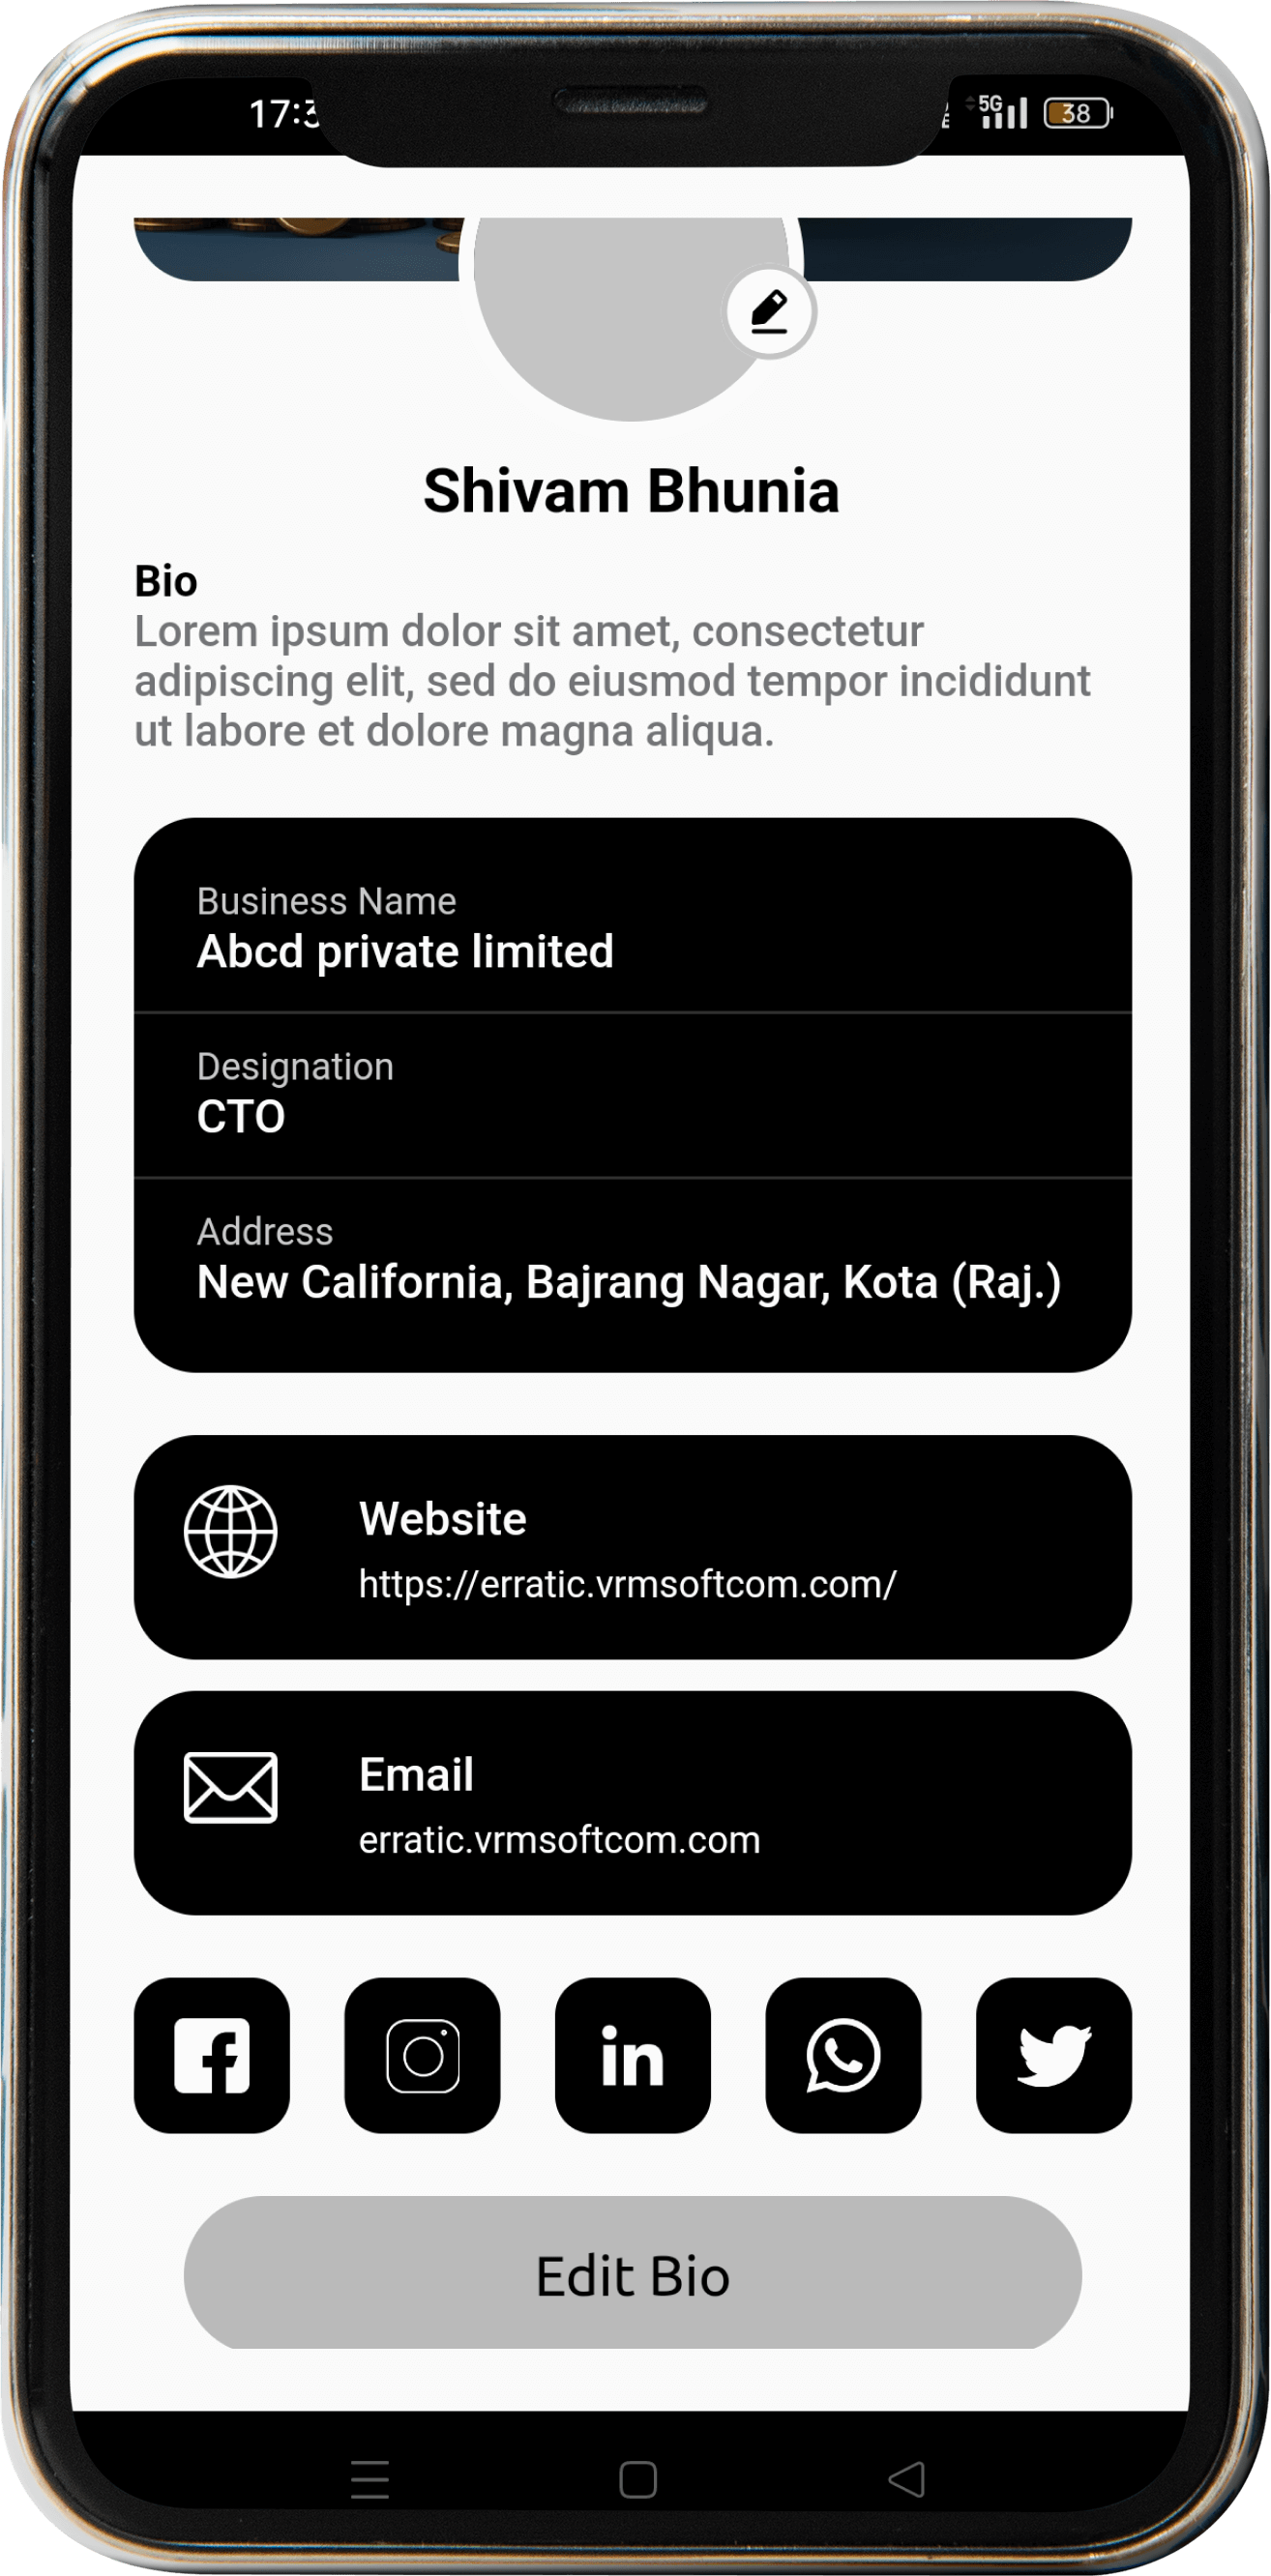 5G
38
Shivam Bhunia
Bio
Lorem ipsum dolor sit amet, consectetur
adipiscing elit, sed do eiusmod tempor incididunt
ut labore et dolore magna aliqua.
Business Name
Abcd private limited
Designation
CTO
Address
New California, Bajrang Nagar, Kota (Raj.)
Website
https://erratic.vrmsoftcom.com/
Email
erratic.vrmsoftcom.com
in
Edit Bio